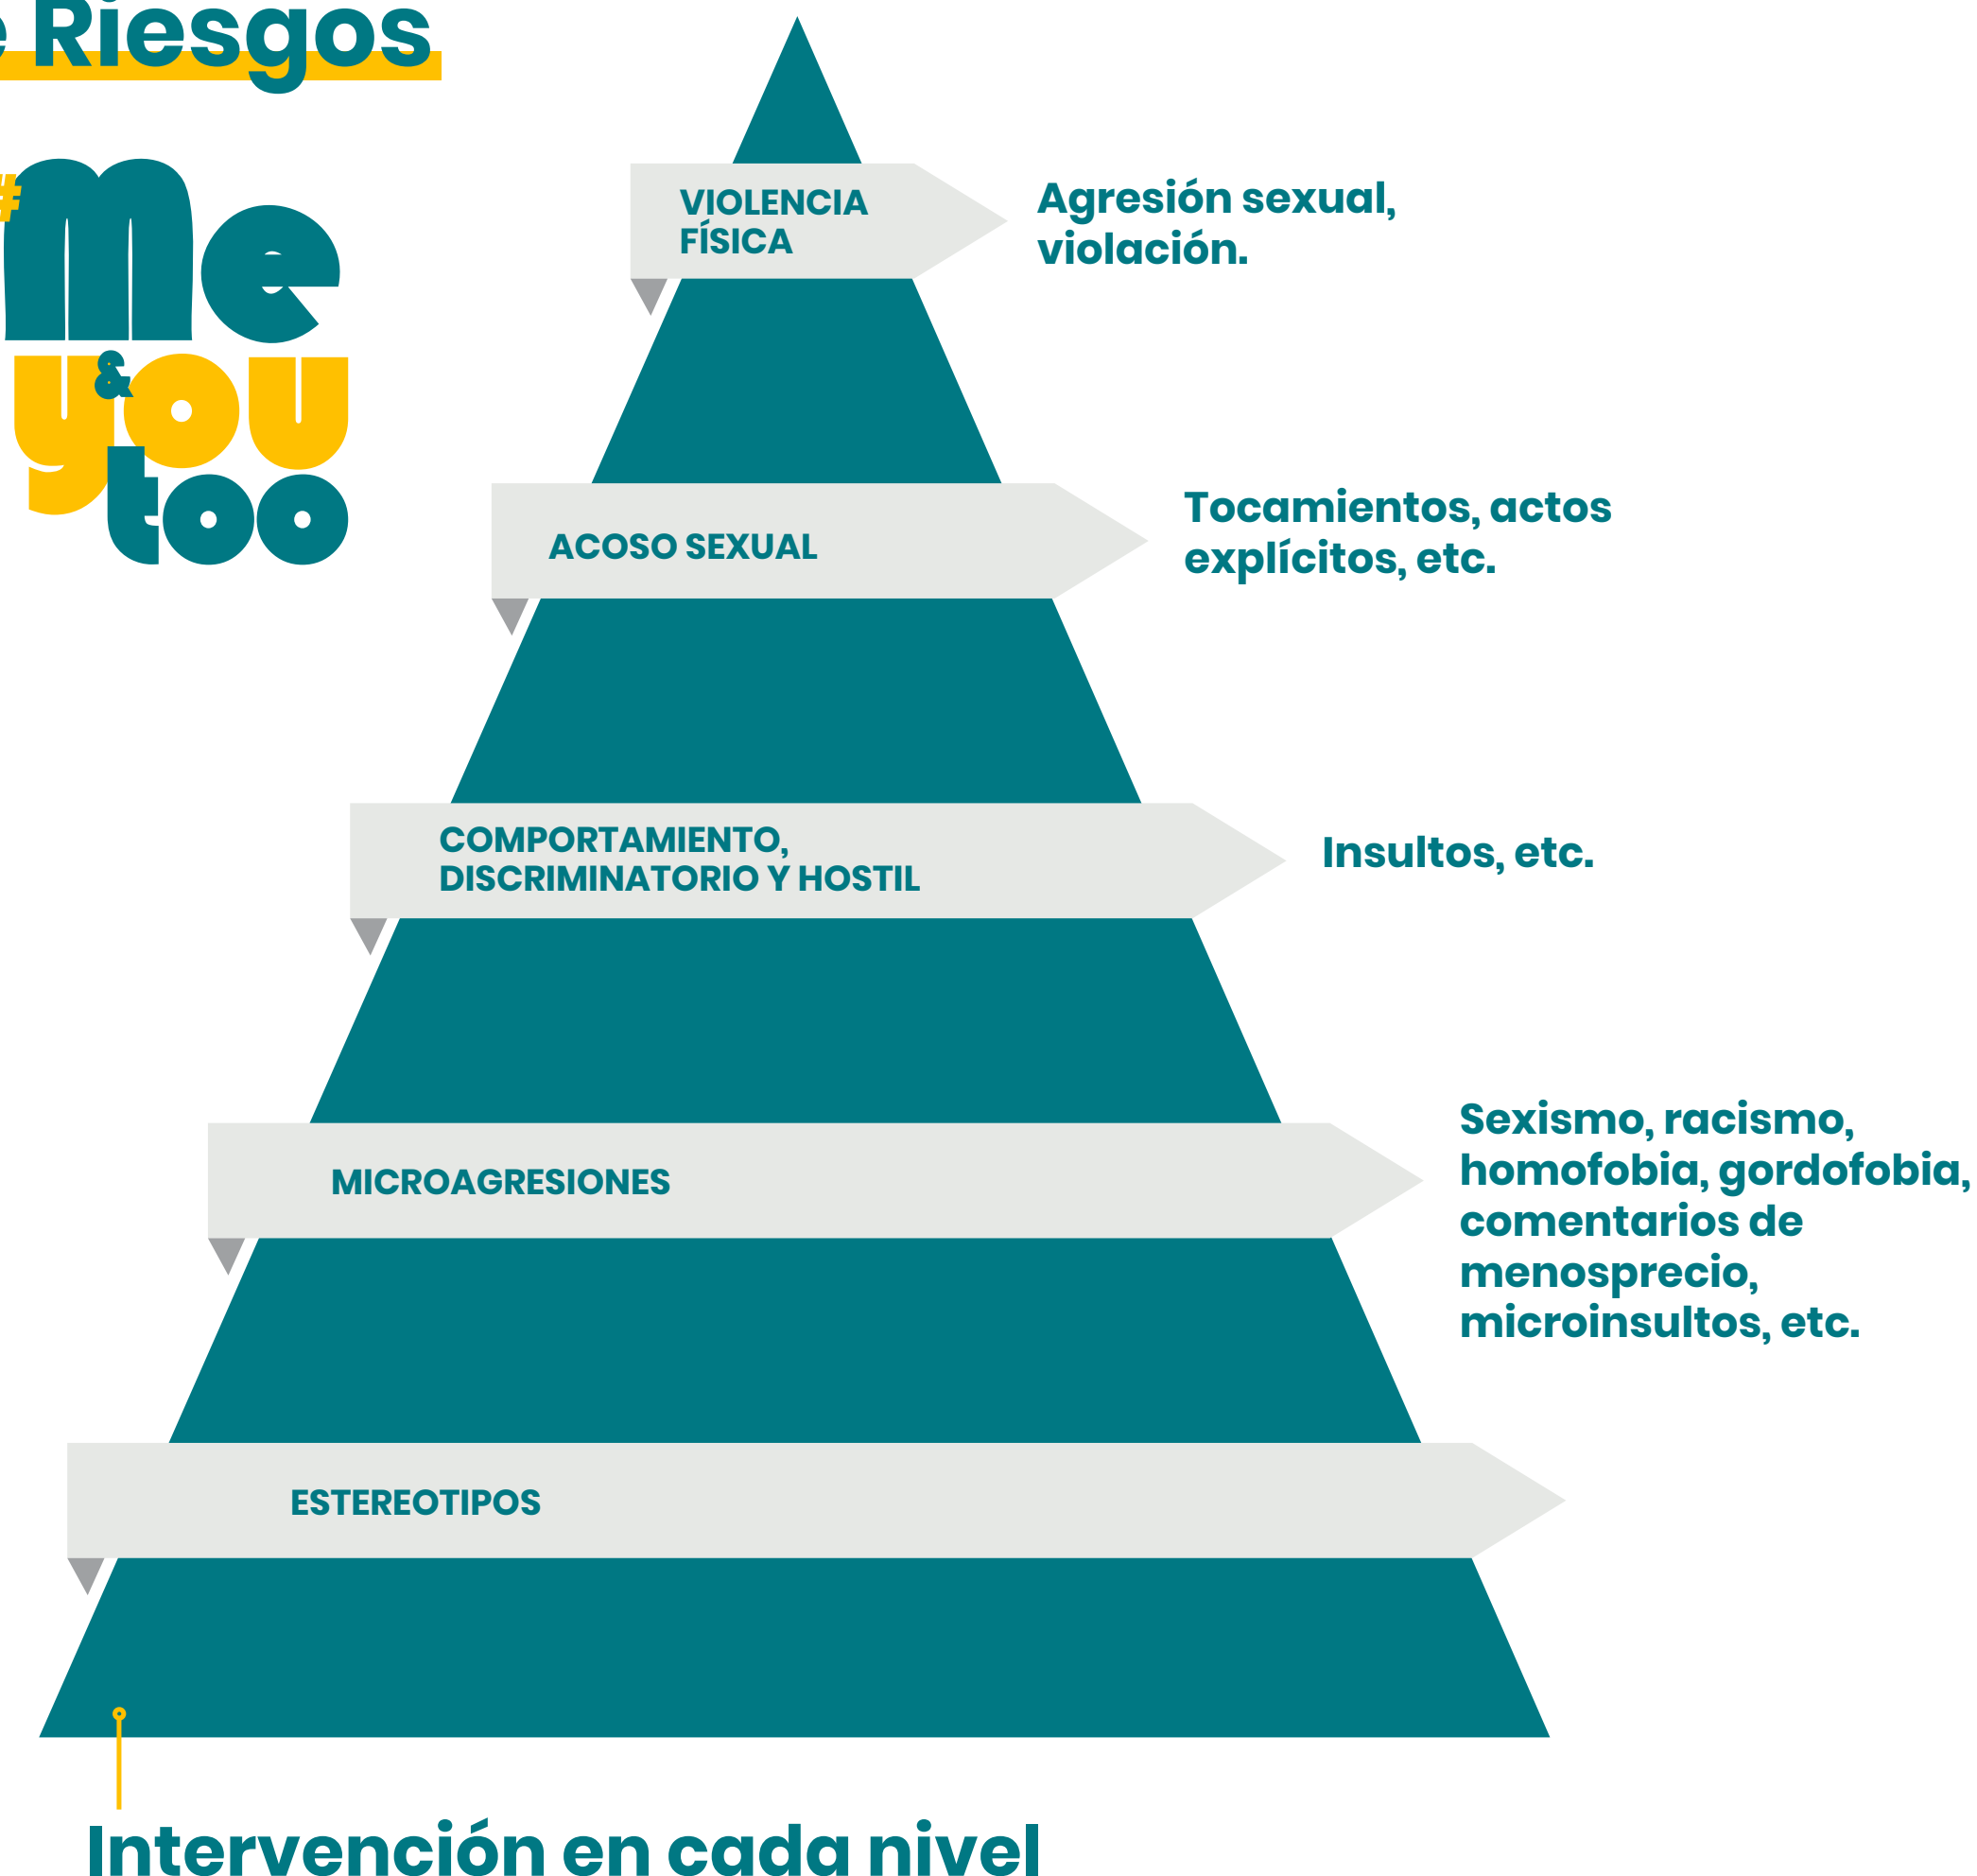 e Riesgos
#Me
&
you
too
VIOLENCIA
FÍSICA
Agresión sexual,
violación.
ACOSO SEXUAL
Tocamientos, actos
explícitos, etc.
COMPORTAMIENTO,
DISCRIMINATORIO Y HOSTIL
Insultos, etc.
MICROAGRESIONES
Sexismo, racismo,
homofobia, gordofobia,
comentarios de
menosprecio,
microinsultos, etc.
ESTEREOTIPOS
Intervención en cada nivel